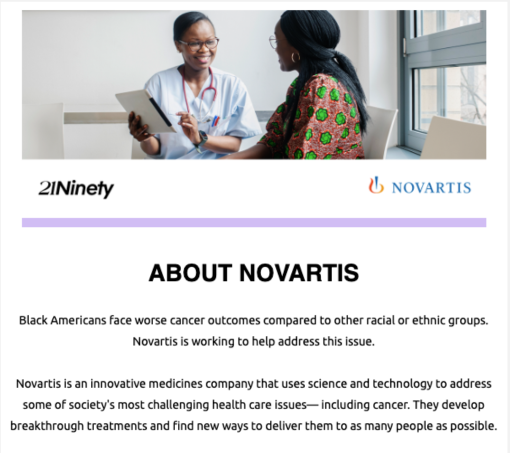 21Ninety
NOVARTIS
ABOUT NOVARTIS
Black Americans face worse cancer outcomes compared to other racial or ethnic groups.
Novartis is working to help address this issue.
Novartis is an innovative medicines company that uses science and technology to address
some of society's most challenging health care issues— including cancer. They develop
breakthrough treatments and find new ways to deliver them to as many people as possible.